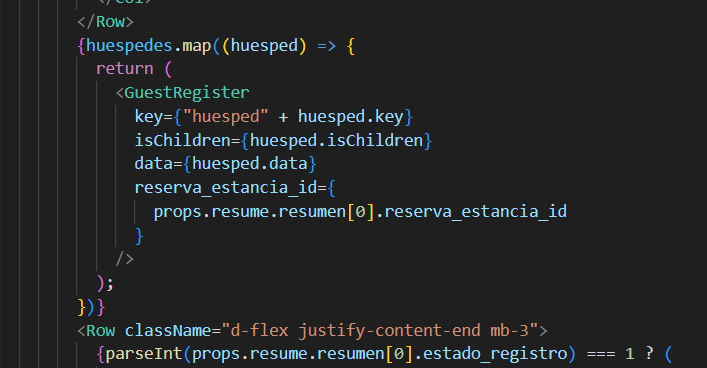 </Col>
</Row>
{huespedes.map((huesped) => {
return (
<GuestRegister
key={"huesped" + huesped.key}
isChildren={huesped.isChildren}
data={huesped.data}
reserva_estancia_id={
props.resume.resumen[0].reserva_estancia_id
}
/>
);
})}
<Row className="d-flex justify-content-end mb-3">
{parseInt(props.resume.resumen[0].estado_registro) === 1 ? (